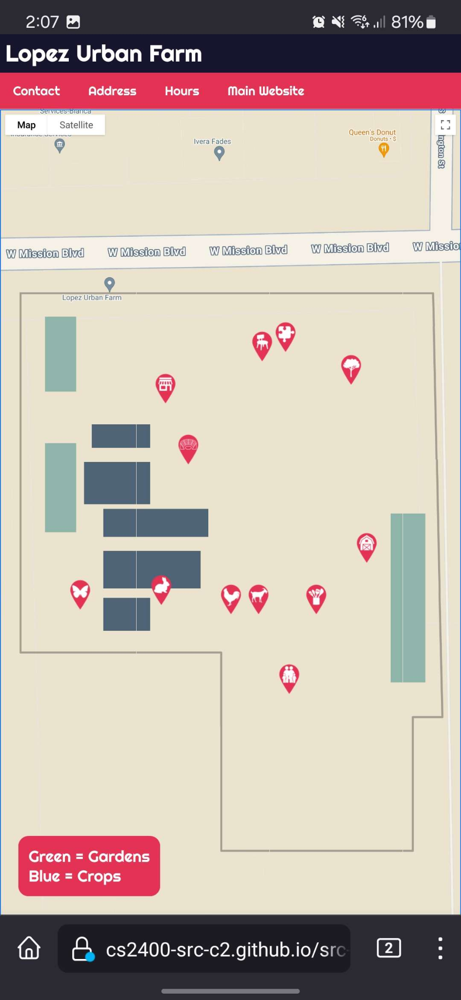 2:07
81%
Lopez Urban Farm
Contact Address Hours Main Website
Services-Bianca
Insurance Services
Map Satellite
Ivera Fades
Queen's Donut
Donuts • $
ngton St
W Mission Blvd W Mission Blvd W Mission Blvd W Mission Blvd W Missio
Lopez Urban Farm
Green = Gardens
Blue = Crops
cs2400-src-c2.github.io/src-
2